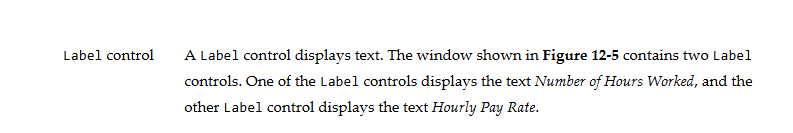 Label control A Label control displays text. The window shown in Figure 12-5 contains two Label
controls. One of the Label controls displays the text Number of Hours Worked, and the
other Label control displays the text Hourly Pay Rate.